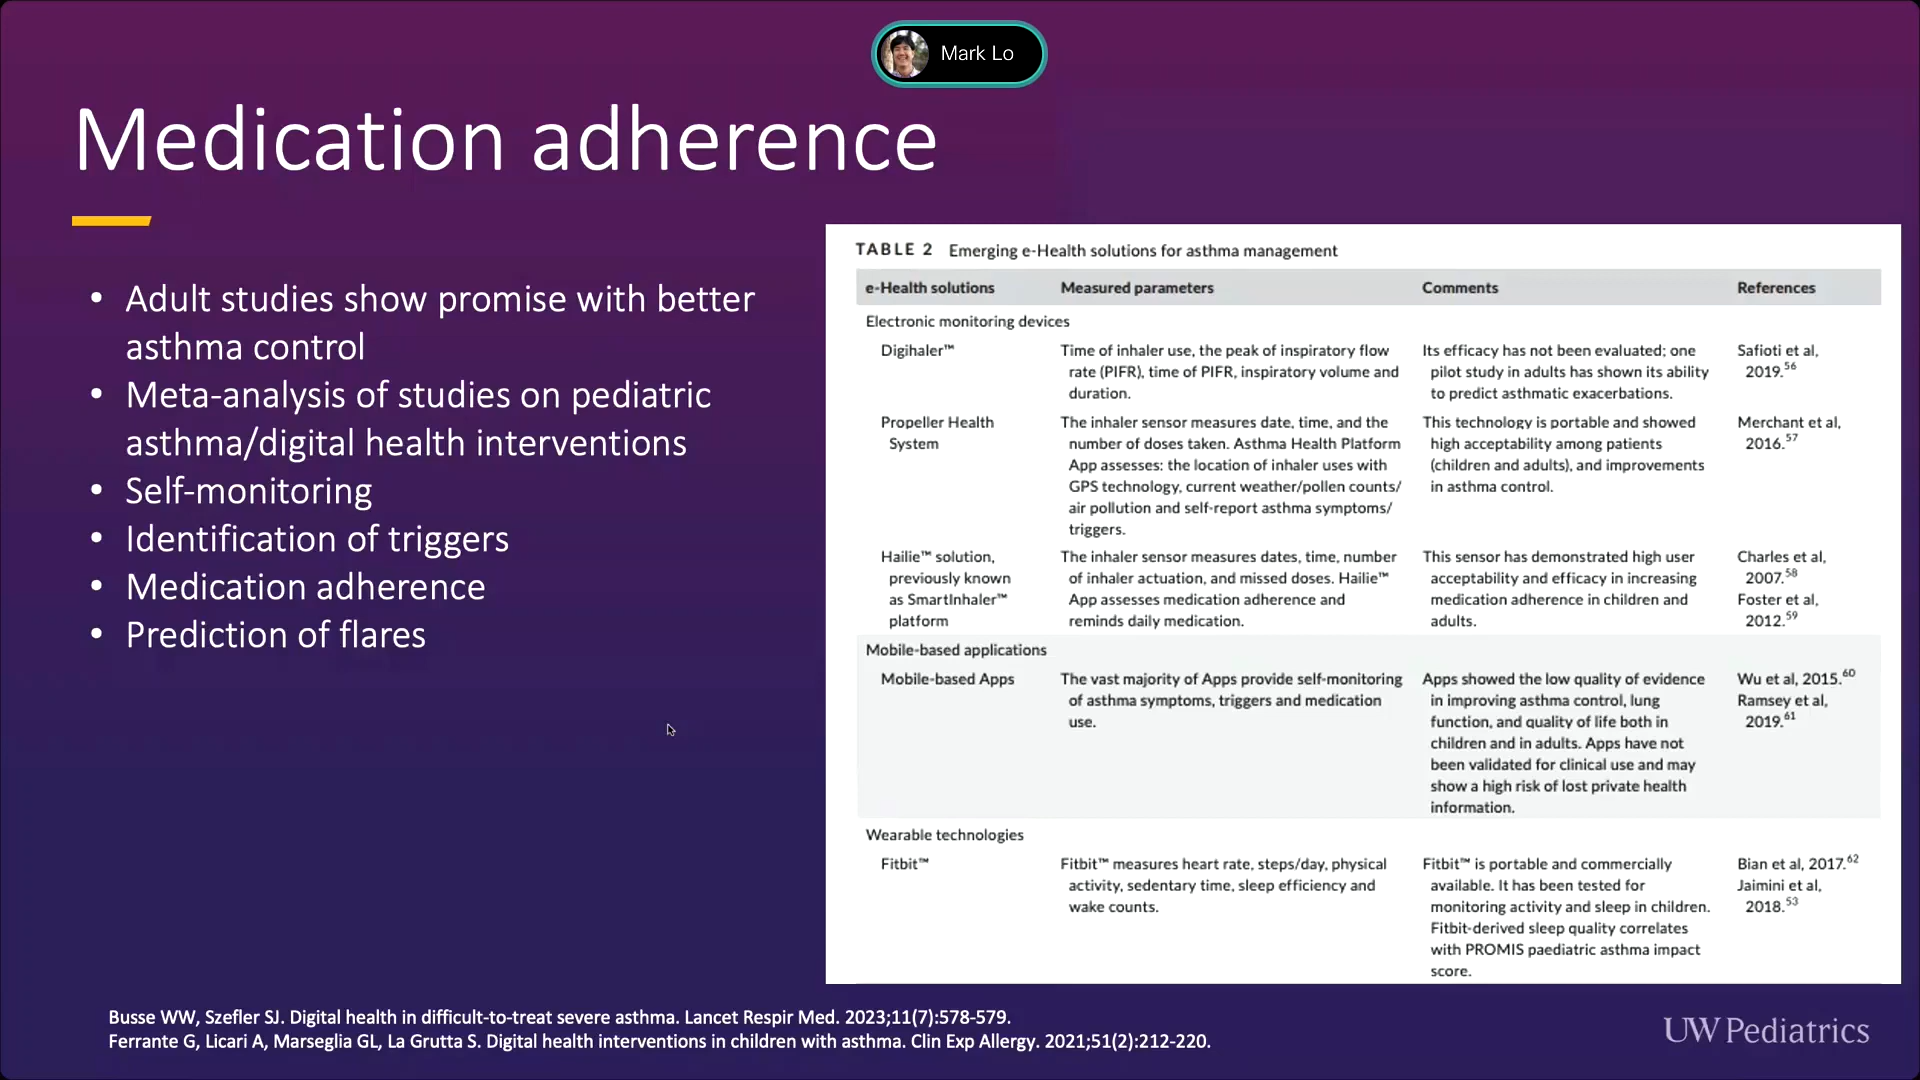 Mark Lo
Medication adherence
• Adult studies show promise with better
asthma control
• Meta-analysis of studies on pediatric
asthma/digital health interventions
• Self-monitoring
• Identification of triggers
• Medication adherence
• Prediction of flares
TABLE 2 Emerging e-Health solutions for asthma management
e-Health solutions Measured parameters Comments References
Electronic monitoring devices
Digihaler™ Time of inhaler use, the peak of inspiratory flow Its efficacy has not been evaluated; one Safioti et al,
rate (PIFR), time of PIFR, inspiratory volume and pilot study in adults has shown its ability 2019.56
duration. to predict asthmatic exacerbations.
Propeller Health The inhaler sensor measures date, time, and the This technology is portable and showed Merchant et al,
System number of doses taken. Asthma Health Platform high acceptability among patients 2016.57
App assesses: the location of inhaler uses with (children and adults), and improvements
GPS technology, current weather/pollen counts/ in asthma control.
air pollution and self-report asthma symptoms/
triggers.
Hailie™ solution, The inhaler sensor measures dates, time, number This sensor has demonstrated high user Charles et al,
previously known of inhaler actuation, and missed doses. Hailie™ acceptability and efficacy in increasing 2007.58
as SmartInhaler™ App assesses medication adherence and medication adherence in children and Foster et al,
platform reminds daily medication. adults. 2012.59
Mobile-based applications
Mobile-based Apps The vast majority of Apps provide self-monitoring Apps showed the low quality of evidence Wu et al, 2015.60
of asthma symptoms, triggers and medication in improving asthma control, lung Ramsey et al,
use. function, and quality of life both in 2019.61
children and in adults. Apps have not
been validated for clinical use and may
show a high risk of lost private health
information.
Wearable technologies
Fitbit™ Fitbit™ measures heart rate, steps/day, physical Fitbit™ is portable and commercially Bian et al, 2017.62
activity, sedentary time, sleep efficiency and available. It has been tested for Jaimini et al,
wake counts. monitoring activity and sleep in children. 2018.53
Fitbit-derived sleep quality correlates
with PROMIS paediatric asthma impact
score.
Busse WW, Szefler SJ. Digital health in difficult-to-treat severe asthma. Lancet Respir Med. 2023;11(7):578-579.
Ferrante G, Licari A, Marseglia GL, La Grutta S. Digital health interventions in children with asthma. Clin Exp Allergy. 2021;51(2):212-220.
UW Pediatrics